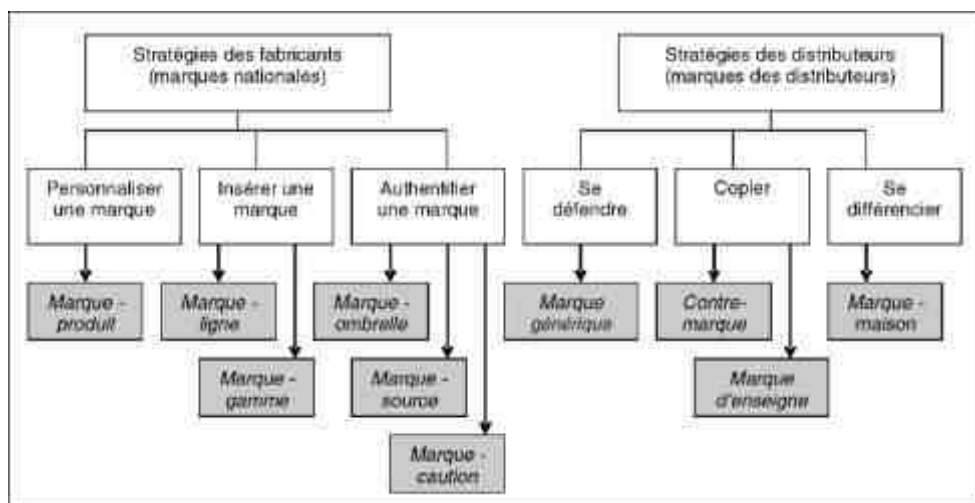 Stratégies des fabricants
(marques nationales)
Stratégies des distributeurs
(marques des distributeurs)
Personnaliser
une marque
Insérer une
marque
Authentifier
une marque
Se
défendre
Copier
Se
différencier
Marque -
produit
Marque -
ligne
Marque -
ombrelle
Marque
générique
Contre-
marque
Marque -
maison
Marque -
gamme
Marque -
source
Marque
d'enseigne
Marque -
caution